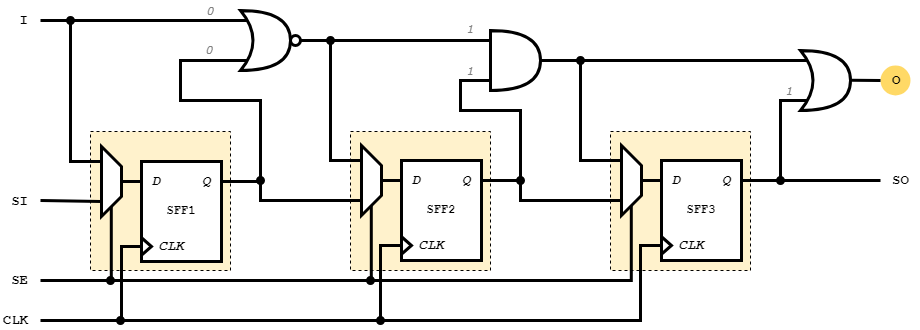 I
0
0
1
1
1
O
D
Q
SFF1
CLK
D
Q
SFF2
CLK
D
Q
SFF3
CLK
SO
SI
SE
CLK